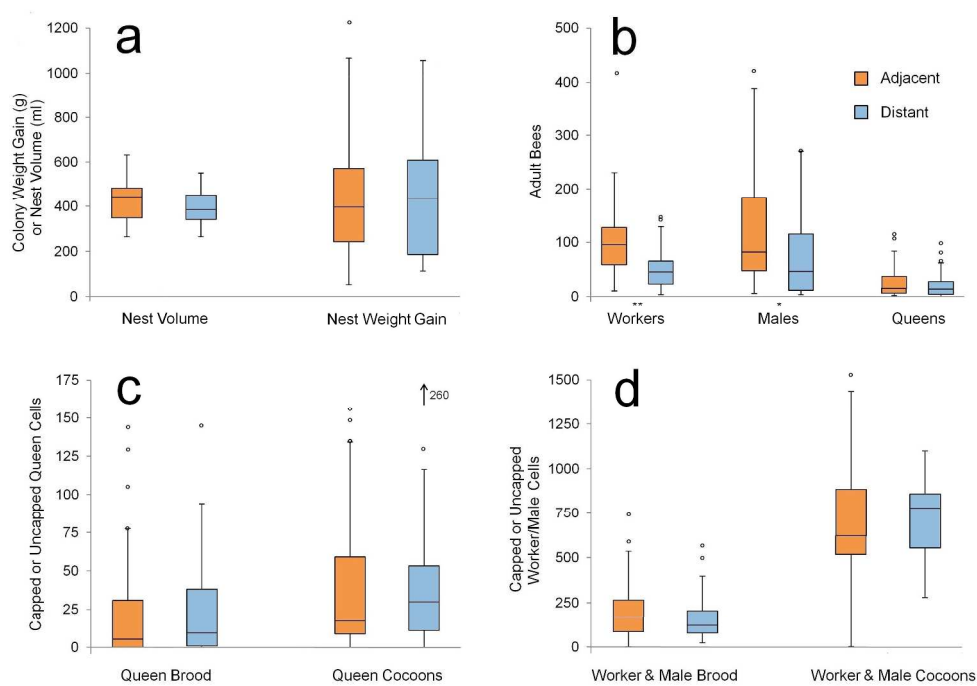 a
Colony Weight Gain (g)
or Nest Volume (ml)
1200
1000
800
600
400
200
0
Nest Volume
Nest Weight Gain
b
Adult Bees
500
400
300
200
100
0
Adjacent
Distant
**
*
Workers
Males
Queens
c
Capped or Uncapped Queen Cells
175
150
125
100
75
50
25
0
260
Queen Brood
Queen Cocoons
d
Capped or Uncapped
Worker/Male Cells
1500
1250
1000
750
500
250
0
Worker & Male Brood
Worker & Male Cocoons